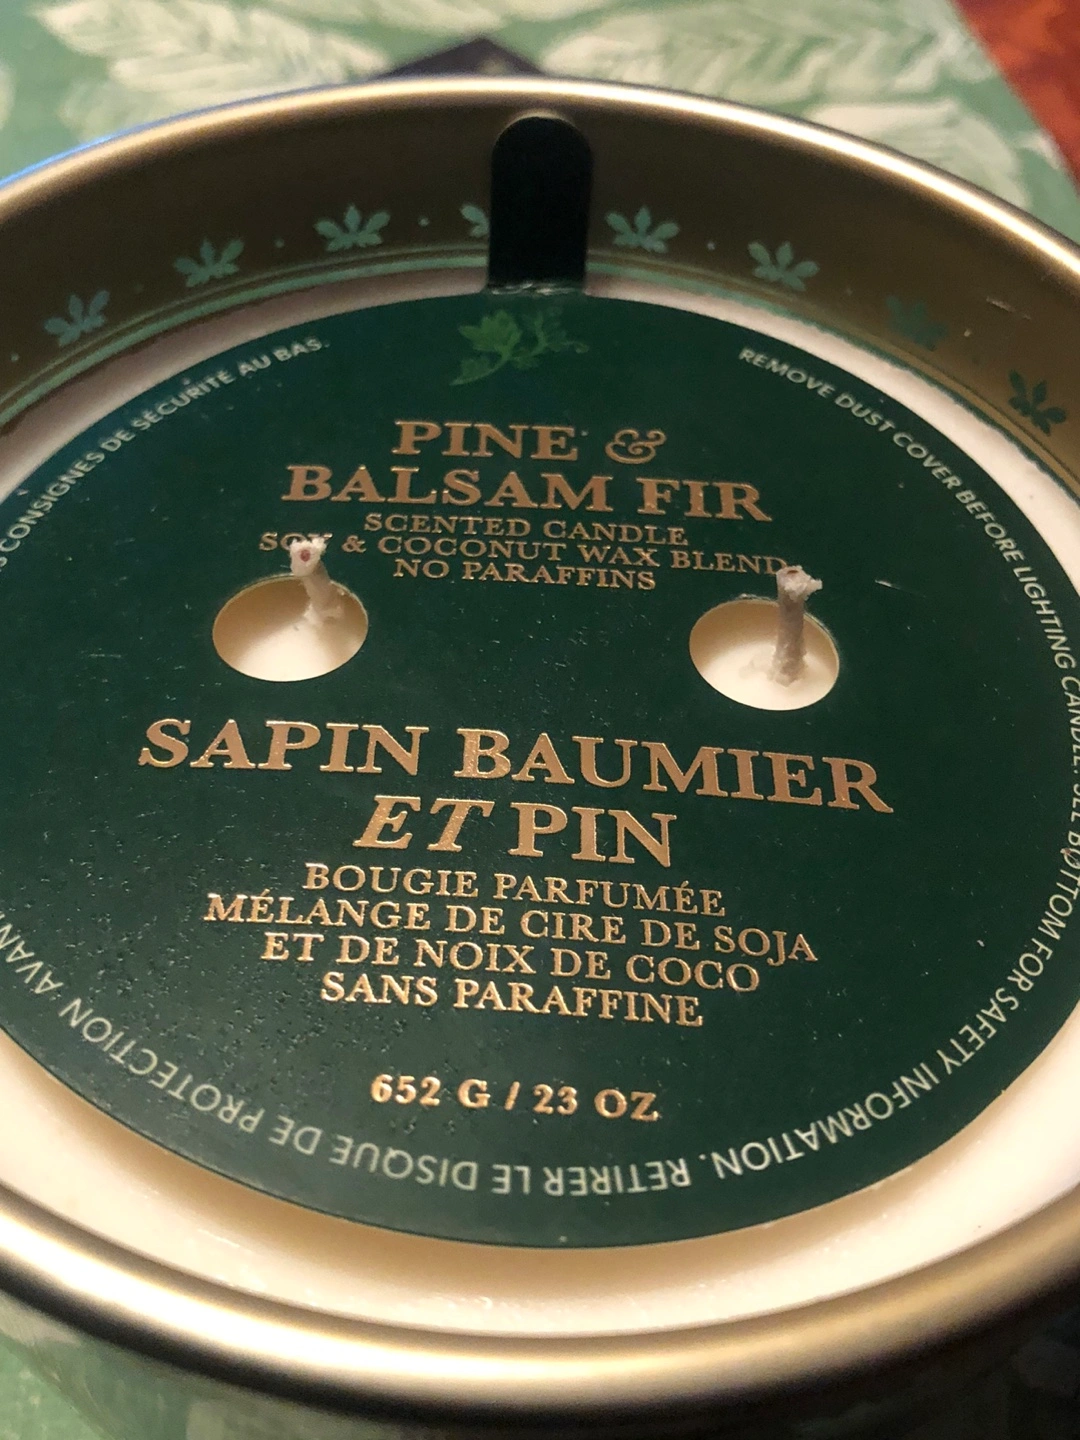 PINE &
BALSAM FIR
SCENTED CANDLE
SOY & COCONUT WAX BLEND
NO PARAFFINS
SAPIN BAUMIER
ET PIN
BOUGIE PARFUMÉE
MÉLANGE DE CIRE DE SOJA
ET DE NOIX DE COCO
SANS PARAFFINE
652 G / 23 OZ
REMOVE DUST COVER BEFORE LIGHTING CANDLE. SEE BOTTOM FOR SAFETY INFORMATION. RETIRER LE DISQUE DE PROTECTION AVANT
CONSIGNES DE SÉCURITÉ AU BAS.